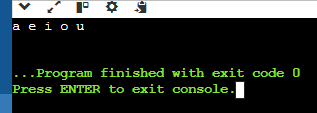 a e i o u
...Program finished with exit code 0
Press ENTER to exit console.